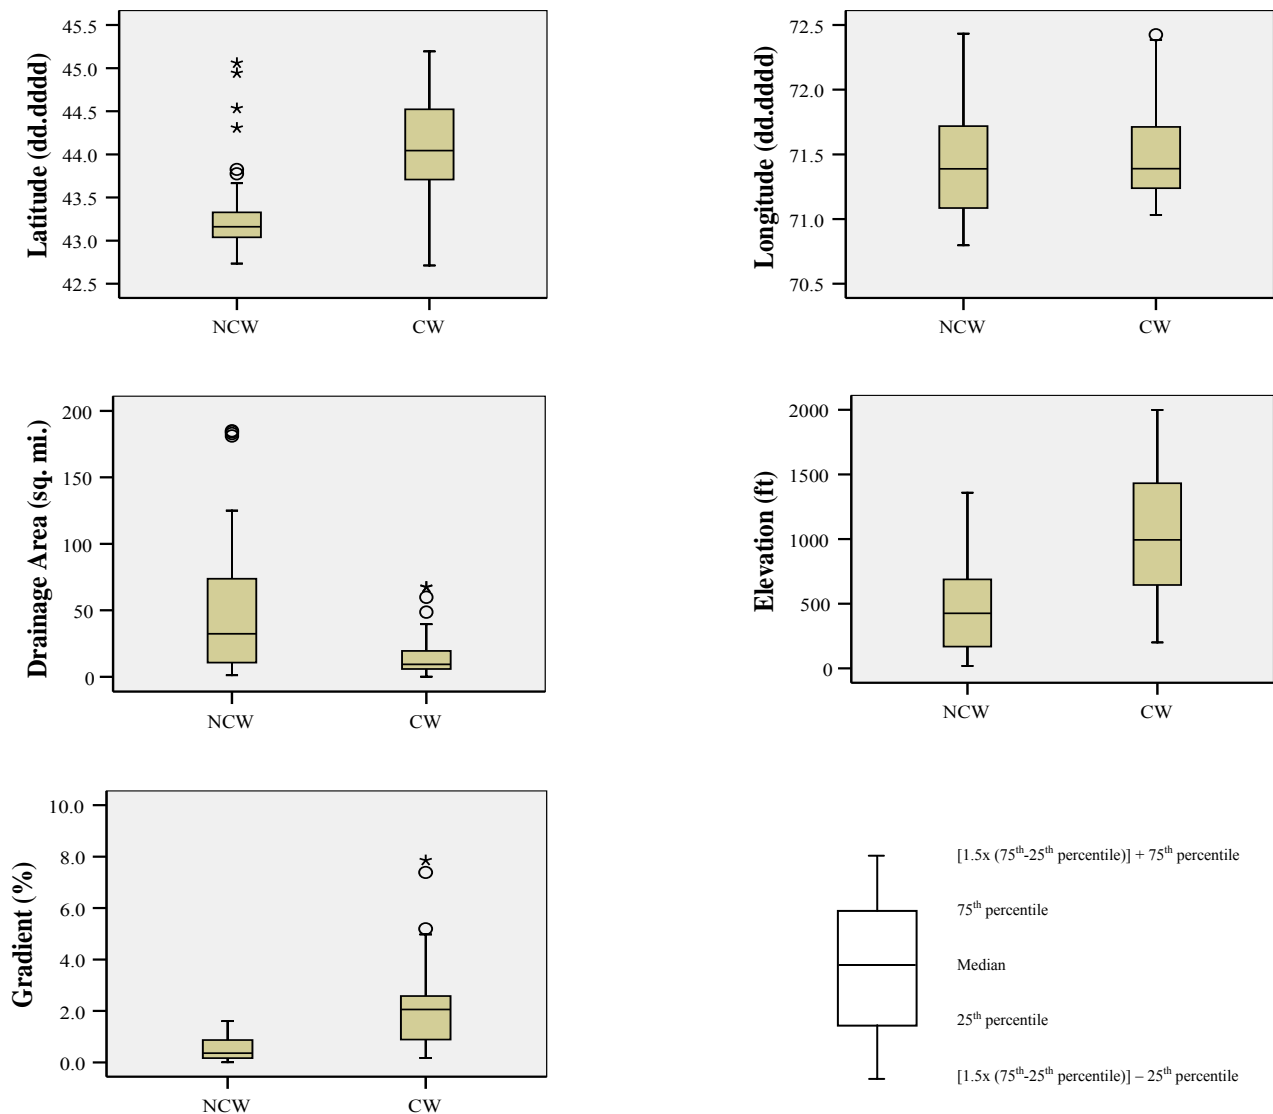 Latitude (dd.dddd)
45.5
45.0
44.5
44.0
43.5
43.0
42.5
NCW CW
Longitude (dd.dddd)
72.5
72.0
71.5
71.0
70.5
NCW CW
Drainage Area (sq. mi.)
200
150
100
50
0
NCW CW
Elevation (ft)
2000
1500
1000
500
0
NCW CW
Gradient (%)
10.0
8.0
6.0
4.0
2.0
0.0
NCW CW
[1.5x (75th-25th percentile)] + 75th percentile
75th percentile
Median
25th percentile
[1.5x (75th-25th percentile)] – 25th percentile